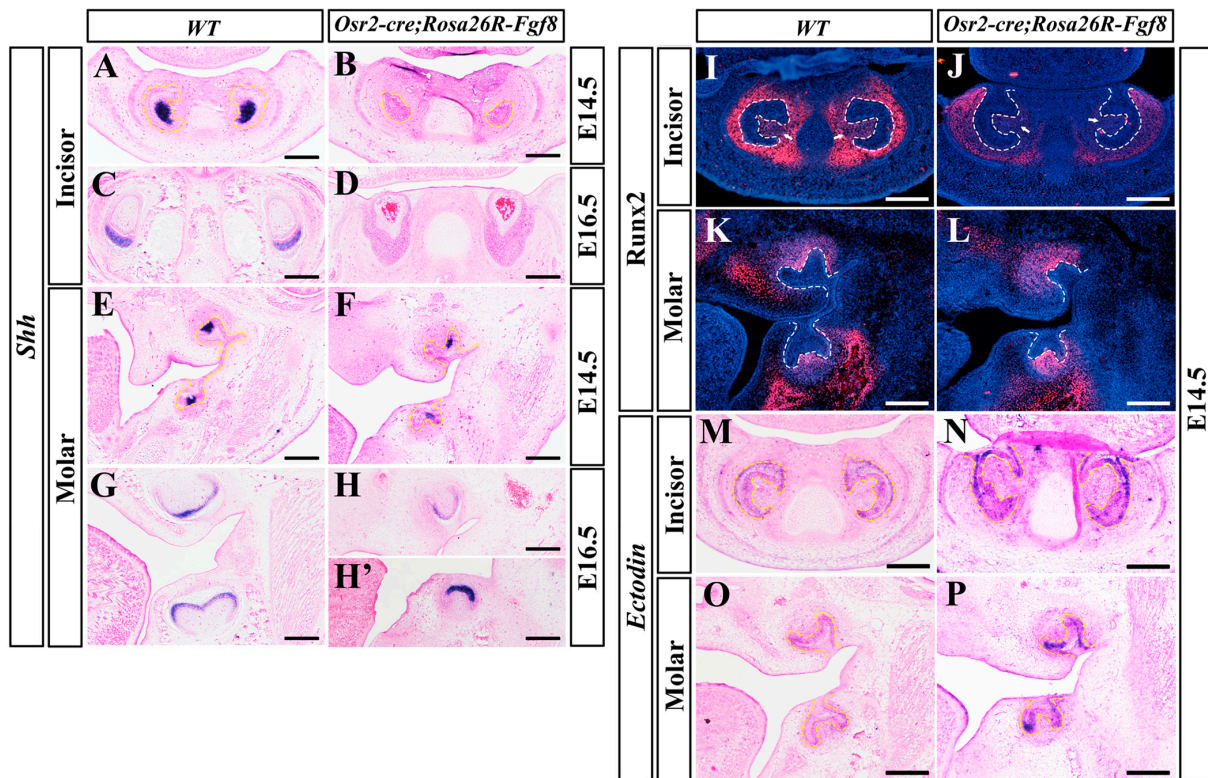 WT
Osr2-cre;Rosa26R-Fgf8
Shh
Incisor
A
B
E14.5
C
D
E16.5
Molar
E
F
E14.5
G
H
H’
E16.5
WT
Osr2-cre;Rosa26R-Fgf8
Runx2
Incisor
I
J
Molar
K
L
E14.5
Ectodin
Incisor
M
N
Molar
O
P